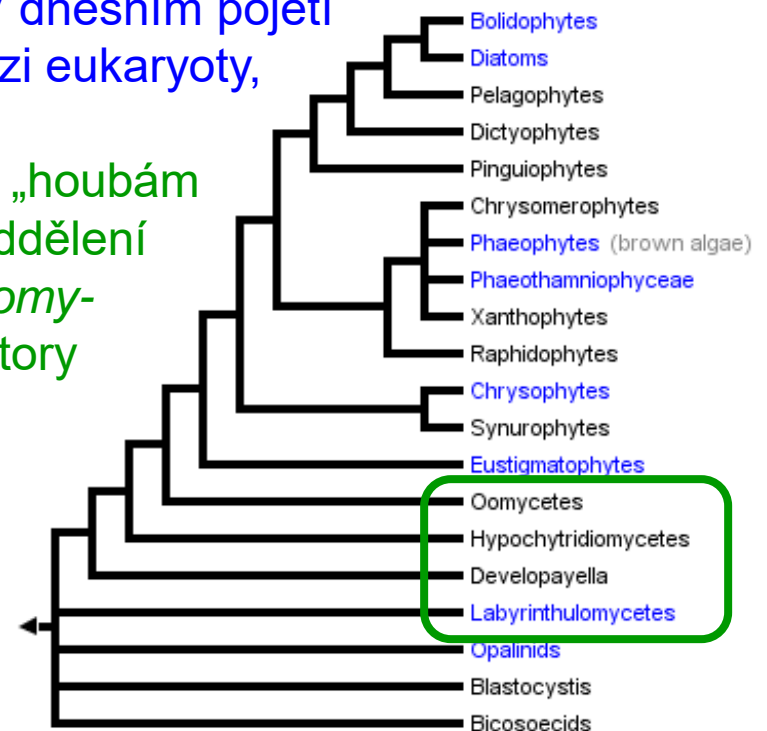 dnešním pojetí
zi eukaryoty,
„houbám
ddělení
omy-
tory
Bolidophytes
Diatoms
Pelagophytes
Dictyophytes
Pinguiophytes
Chrysomerophytes
Phaeophytes (brown algae)
Phaeothamniophyceae
Xanthophytes
Raphidophytes
Chrysophytes
Synurophytes
Eustigmatophytes
Oomycetes
Hypochytridiomycetes
Developayella
Labyrinthulomycetes
Opalinids
Blastocystis
Bicosoecids